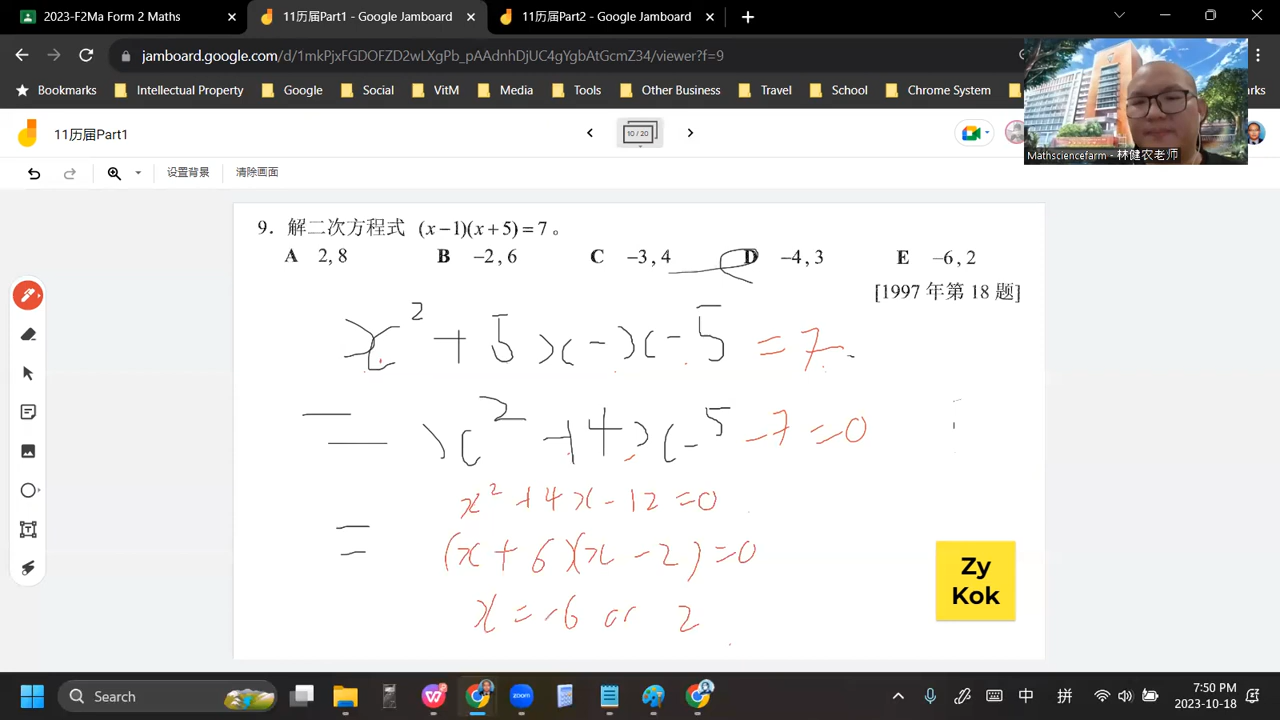 2023-F2Ma Form 2 Maths
11历届Part1 - Google Jamboard
11历届Part2 - Google Jamboard
Bookmarks
Intellectual Property
Google
Social
VitM
Media
Tools
Other Business
Travel
School
Chrome System
Mathsciencefarm - 林健农老师
11历届Part1
10 / 20
设置背景
清除画面
9. 解二次方程式 (x−1)(x+5)=7。
A 2, 8 B −2, 6 C −3, 4 D −4, 3 E −6, 2
[1997 年第 18 题]
x² + 5x - x - 5 = 7
= x² + 4x - 5 - 7 = 0
x² + 4x - 12 = 0
= (x + 6)(x - 2) = 0
x = -6 or 2
Zy
Kok
Search
zoom
中
拼
7:50 PM
2023-10-18